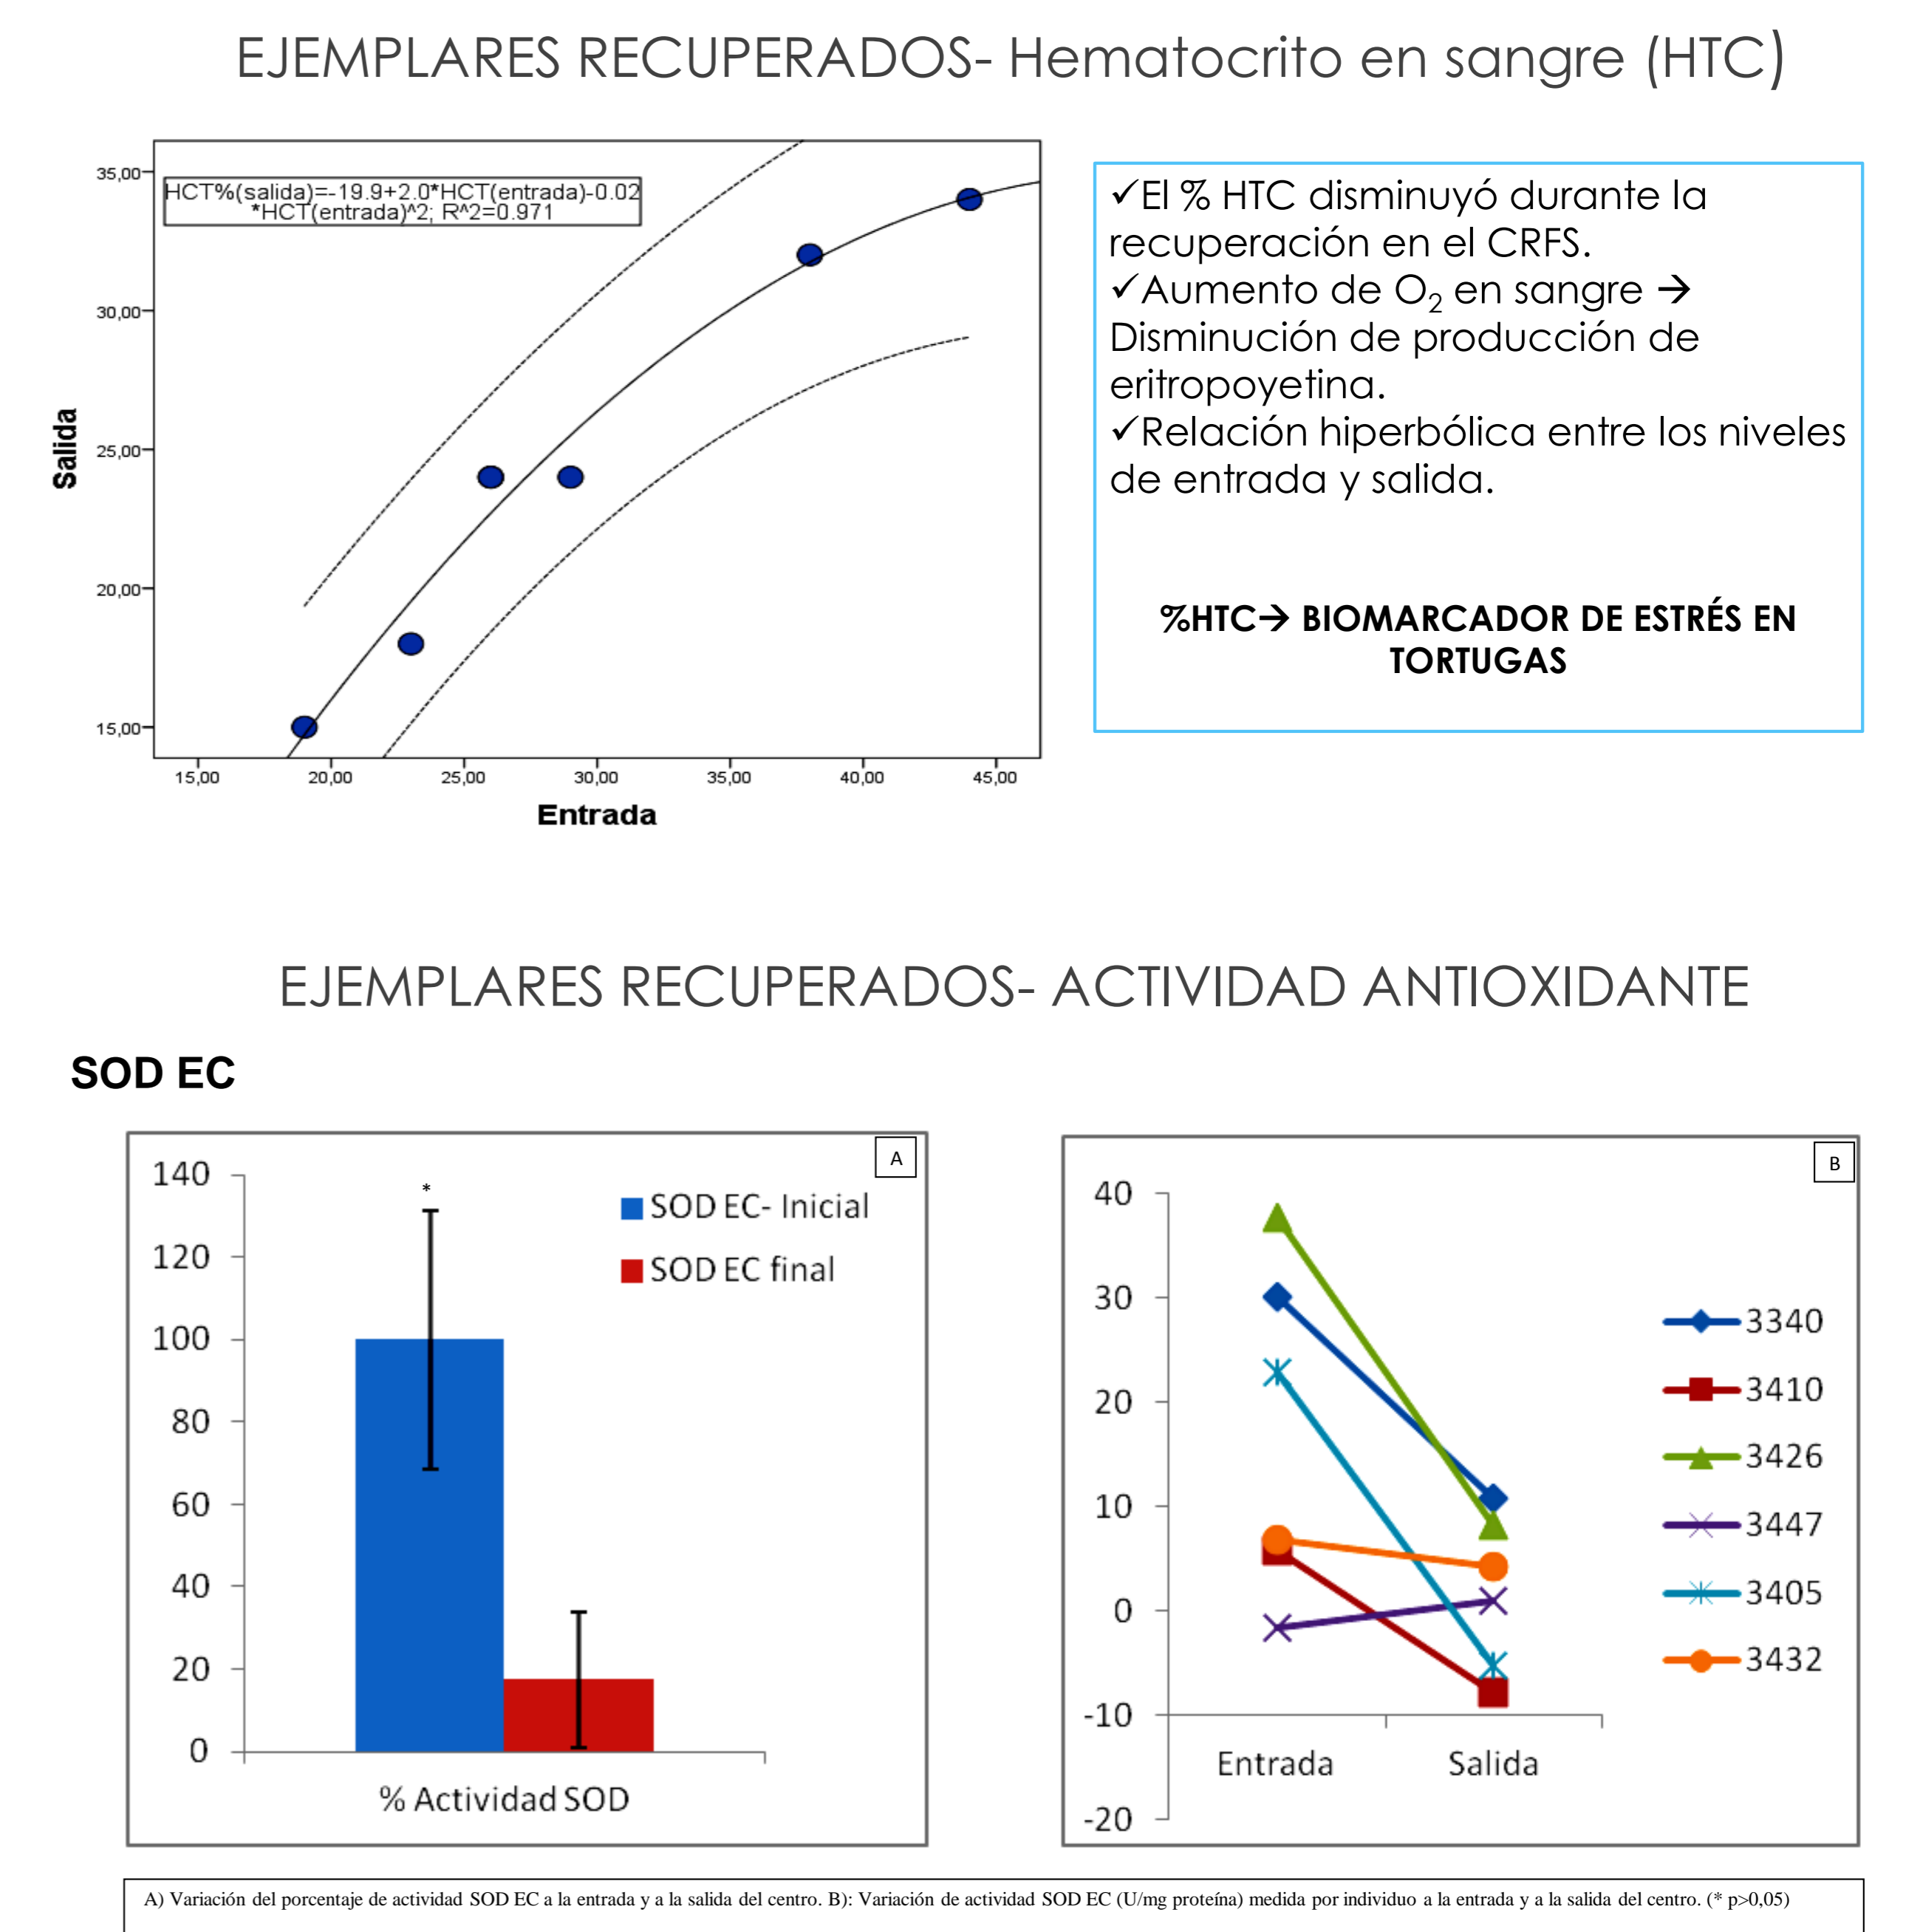 EJEMPLARES RECUPERADOS- Hematocrito en sangre (HTC)
HCT%(salida)=-19.9+2.0*HCT(entrada)-0.02
*HCT(entrada)^2; R^2=0.971
35,00
30,00
25,00
20,00
15,00
Salida
15,00 20,00 25,00 30,00 35,00 40,00 45,00
Entrada
✓El % HTC disminuyó durante la
recuperación en el CRFS.
✓Aumento de O2 en sangre →
Disminución de producción de
eritropoyetina.
✓Relación hiperbólica entre los niveles
de entrada y salida.
%HTC→ BIOMARCADOR DE ESTRÉS EN
TORTUGAS
EJEMPLARES RECUPERADOS- ACTIVIDAD ANTIOXIDANTE
SOD EC
A
140
120
100
80
60
40
20
0
*
SOD EC- Inicial
SOD EC final
% Actividad SOD
B
40
30
20
10
0
-10
-20
Entrada Salida
3340
3410
3426
3447
3405
3432
A) Variación del porcentaje de actividad SOD EC a la entrada y a la salida del centro. B): Variación de actividad SOD EC (U/mg proteína) medida por individuo a la entrada y a la salida del centro. (* p>0,05)